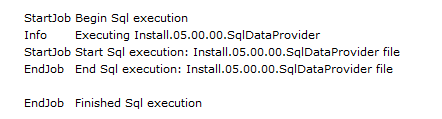 StartJob Begin Sql execution
Info Executing Install.05.00.00.SqlDataProvider
StartJob Start Sql execution: Install.05.00.00.SqlDataProvider file
EndJob End Sql execution: Install.05.00.00.SqlDataProvider file
EndJob Finished Sql execution